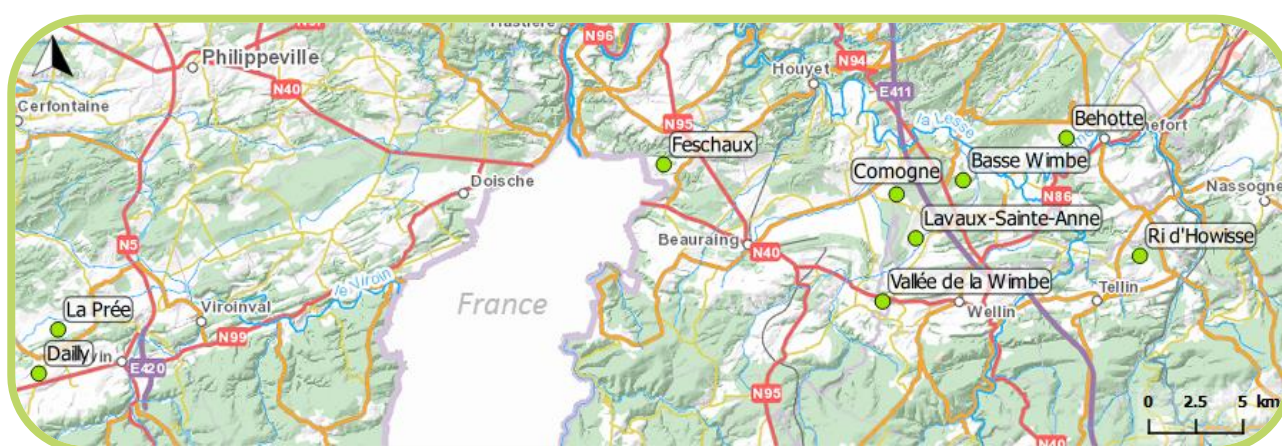 N96
Philippeville
N40
Houyet
N94
E411
Cerfontaine
la Lesse
N95
Behotte
Feschaux
Basse Wimbe
Comogne
Doische
N86
Nassogne
Lavaux-Sainte-Anne
N5
Beauraing
N40
Ri d'Howisse
le Viroin
Vallée de la Wimbe
France
Tellin
La Prée
Viroinval
Wellin
N99
Dailly
E420
N95
0 2.5 5 km
N40